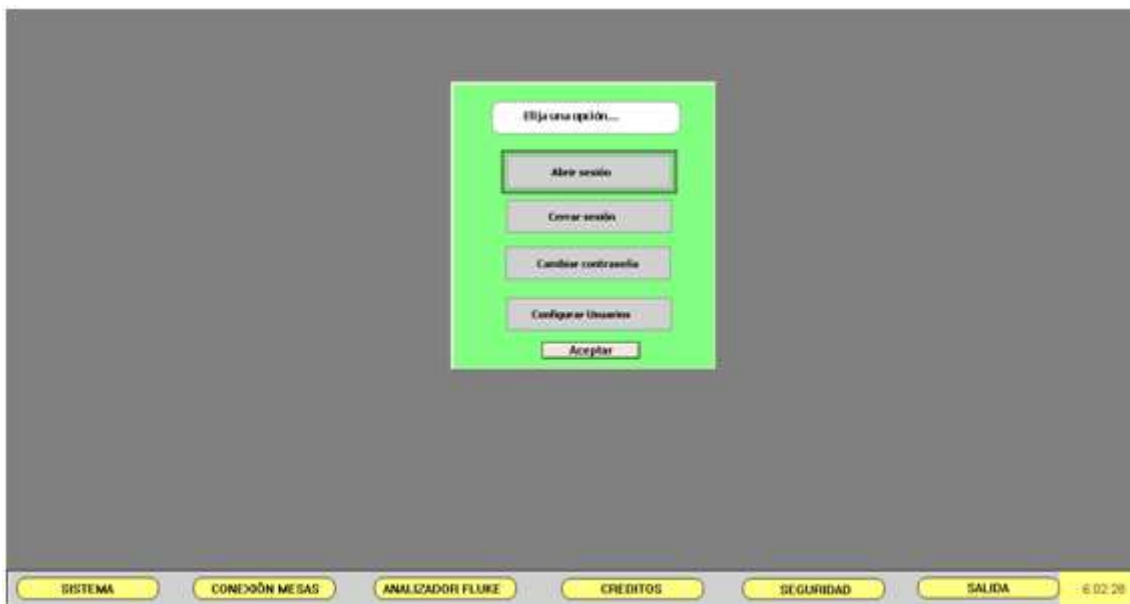 Elija una opción...
Abrir sesión
Cerrar sesión
Cambiar contraseña
Configurar Usuarios
Aceptar
SISTEMA
CONEXIÓN MESAS
ANALIZADOR FLUKE
CREDITOS
SEGURIDAD
SALIDA
6:02:28